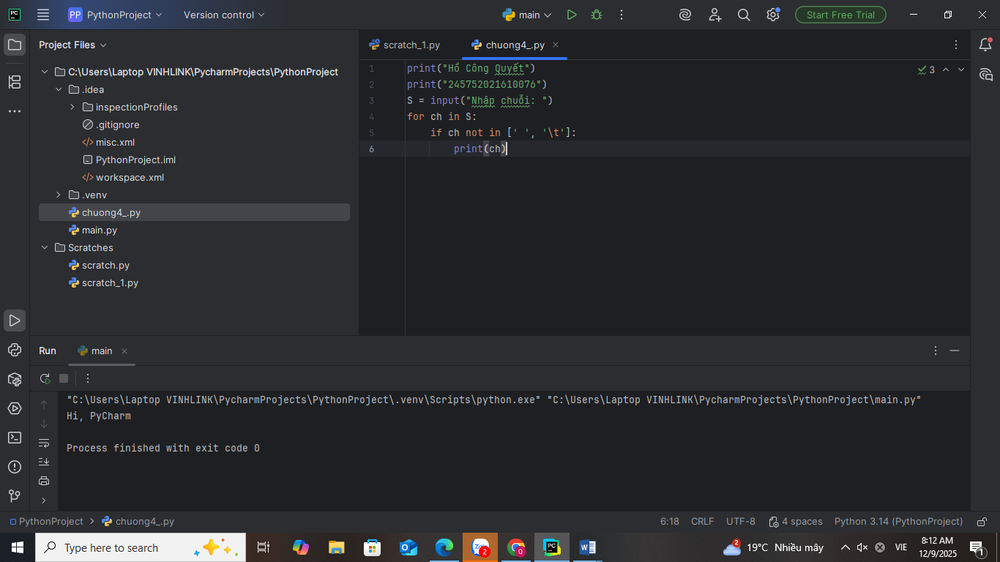 PC
PP PythonProject
Version control
main
Start Free Trial
Project Files
C:\Users\Laptop VINHLINK\PycharmProjects\PythonProject
.idea
inspectionProfiles
.gitignore
misc.xml
PythonProject.iml
workspace.xml
.venv
chuong4_.py
main.py
Scratches
scratch.py
scratch_1.py
scratch_1.py
chuong4_.py
3
1 print("Hồ Công Quyết")
2 print("245752021610076")
3 S = input("Nhập chuỗi: ")
4 for ch in S:
5 if ch not in [' ', '\t']:
6 print(ch)
Run
main
"C:\Users\Laptop VINHLINK\PycharmProjects\PythonProject\.venv\Scripts\python.exe" "C:\Users\Laptop VINHLINK\PycharmProjects\PythonProject\main.py"
Hi, PyCharm
Process finished with exit code 0
PythonProject > chuong4_.py
6:18 CRLF UTF-8 4 spaces Python 3.14 (PythonProject)
Type here to search
Zalo 2
Q
PC
W
2
19°C Nhiều mây
VIE
8:12 AM
12/9/2025
1